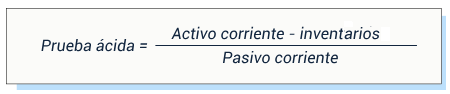 Activo corriente - inventarios
Prueba ácida =
Pasivo corriente